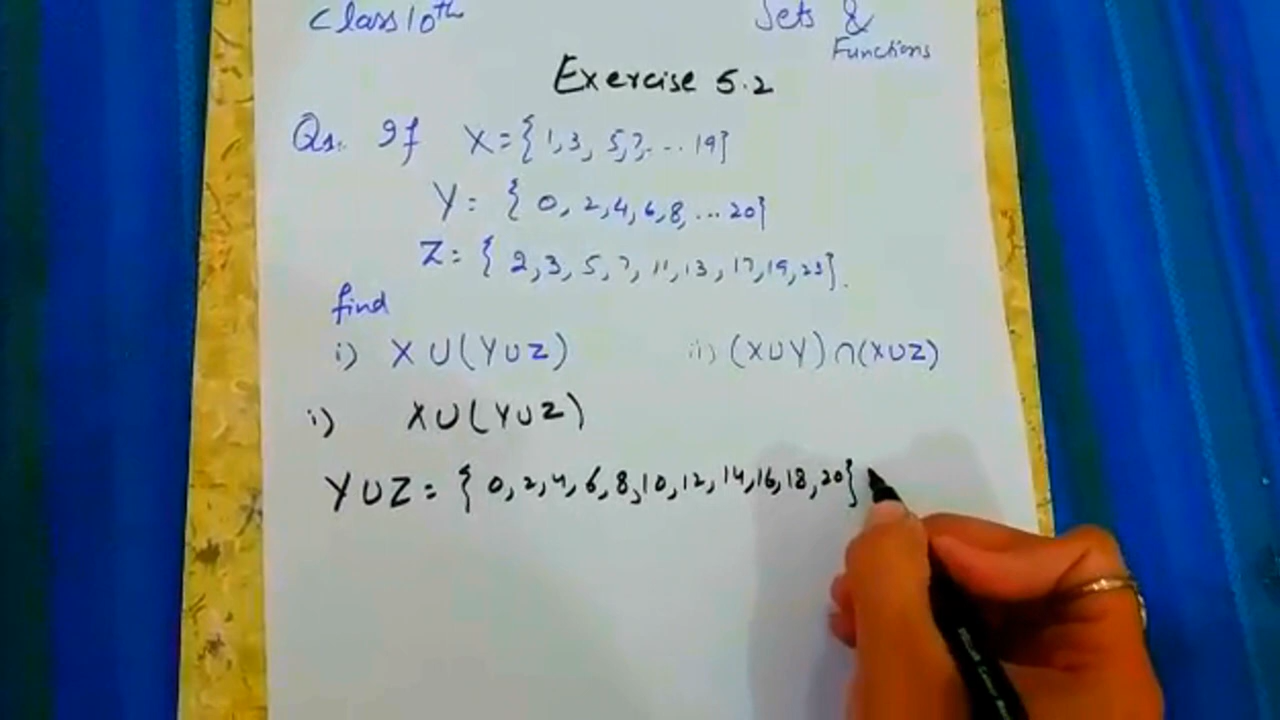 Class 10th Sets &
Functions
Exercise 5.2
Qs. If X = { 1, 3, 5, 7, ... 19}
Y = { 0, 2, 4, 6, 8, ... 20}
Z = { 2, 3, 5, 7, 11, 13, 17, 19, 23}.
find
i) X ∪ (Y ∪ Z) ii) (X ∪ Y) ∩ (X ∪ Z)
i) X ∪ (Y ∪ Z)
Y ∪ Z = { 0, 2, 4, 6, 8, 10, 12, 14, 16, 18, 20}